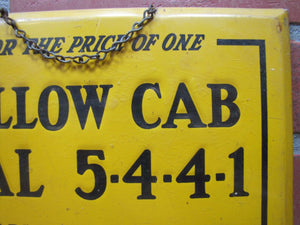 OR THE PRICE OF ONE
LLOW CAB
AL 5-4-4-1